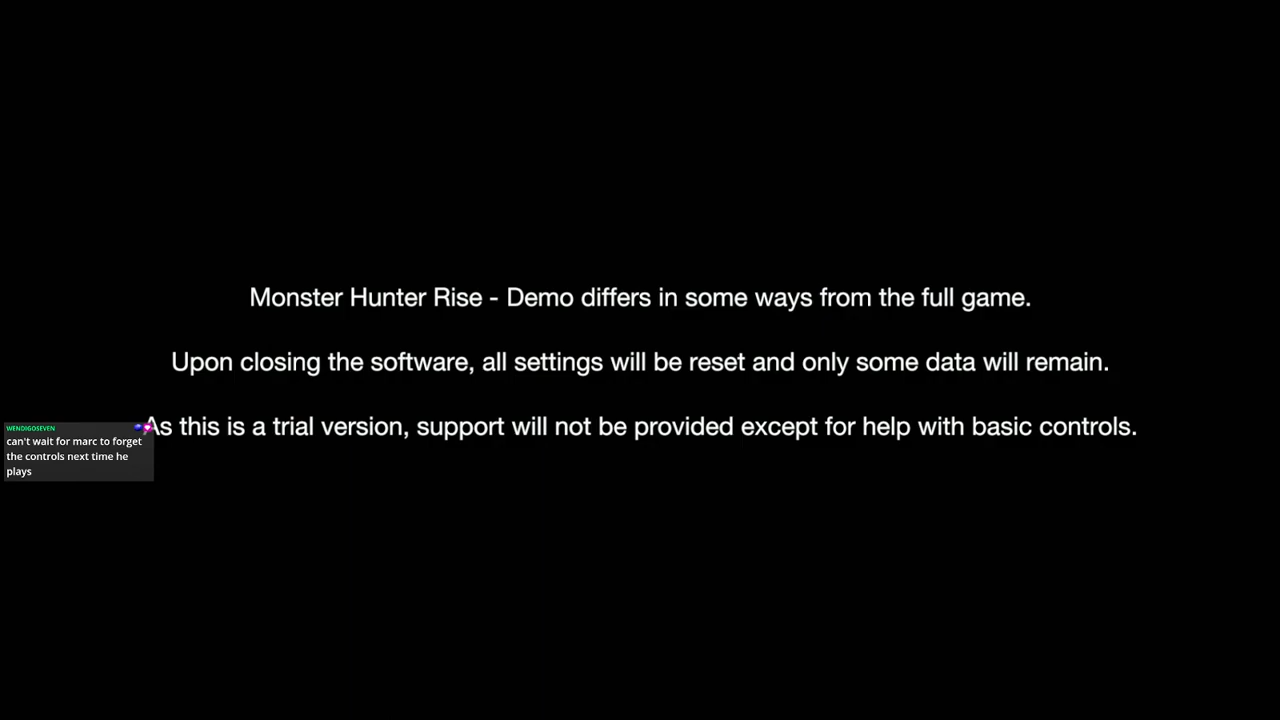 Monster Hunter Rise - Demo differs in some ways from the full game.
Upon closing the software, all settings will be reset and only some data will remain.
As this is a trial version, support will not be provided except for help with basic controls.
WENDIGOSEVEN
can't wait for marc to forget
the controls next time he
plays